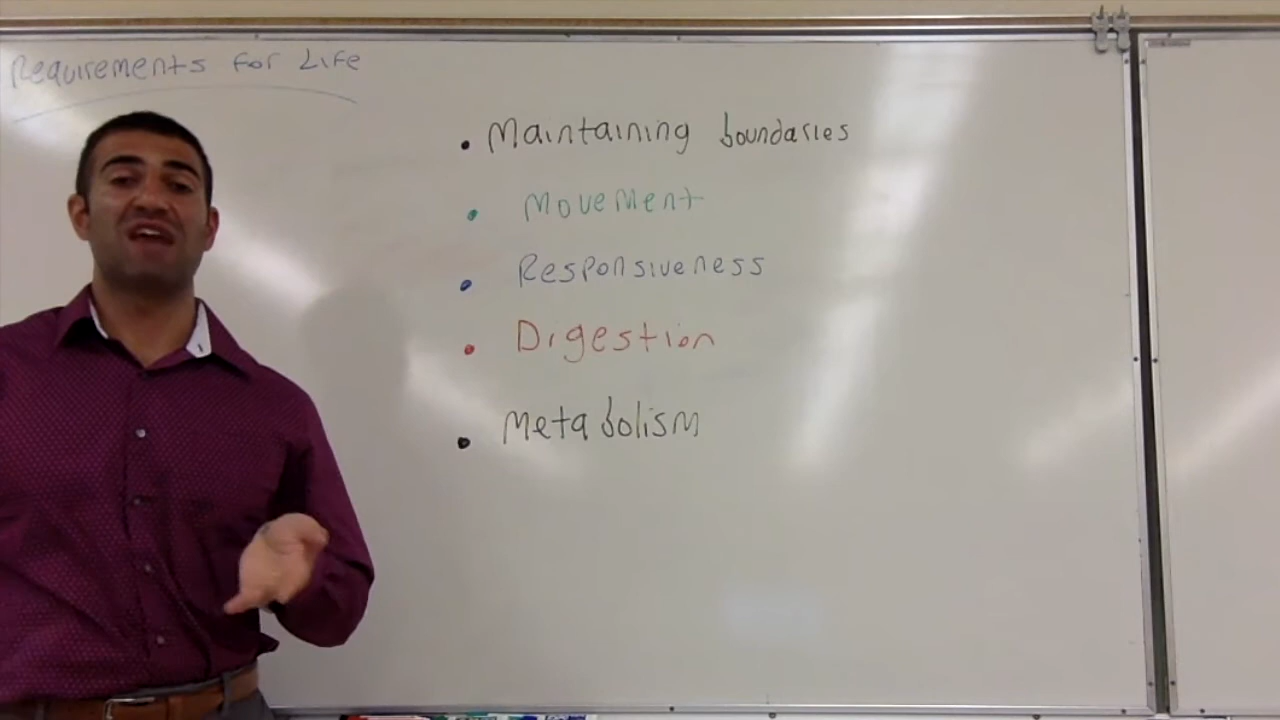 Requirements for Life
• Maintaining boundaries
• Movement
• Responsiveness
• Digestion
• Metabolism